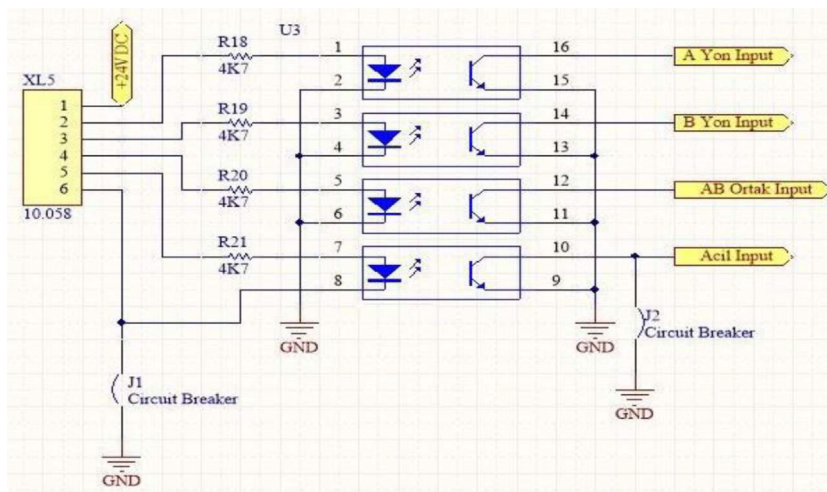 U3
+24VDC
XL5
1
2
3
4
5
6
10.058
R18
4K7
R19
4K7
R20
4K7
R21
4K7
1
2
3
4
5
6
7
8
16
15
14
13
12
11
10
9
A Yon Input
B Yon Input
AB Ortak Input
Acil Input
GND
GND
J2
Circuit Breaker
GND
J1
Circuit Breaker
GND